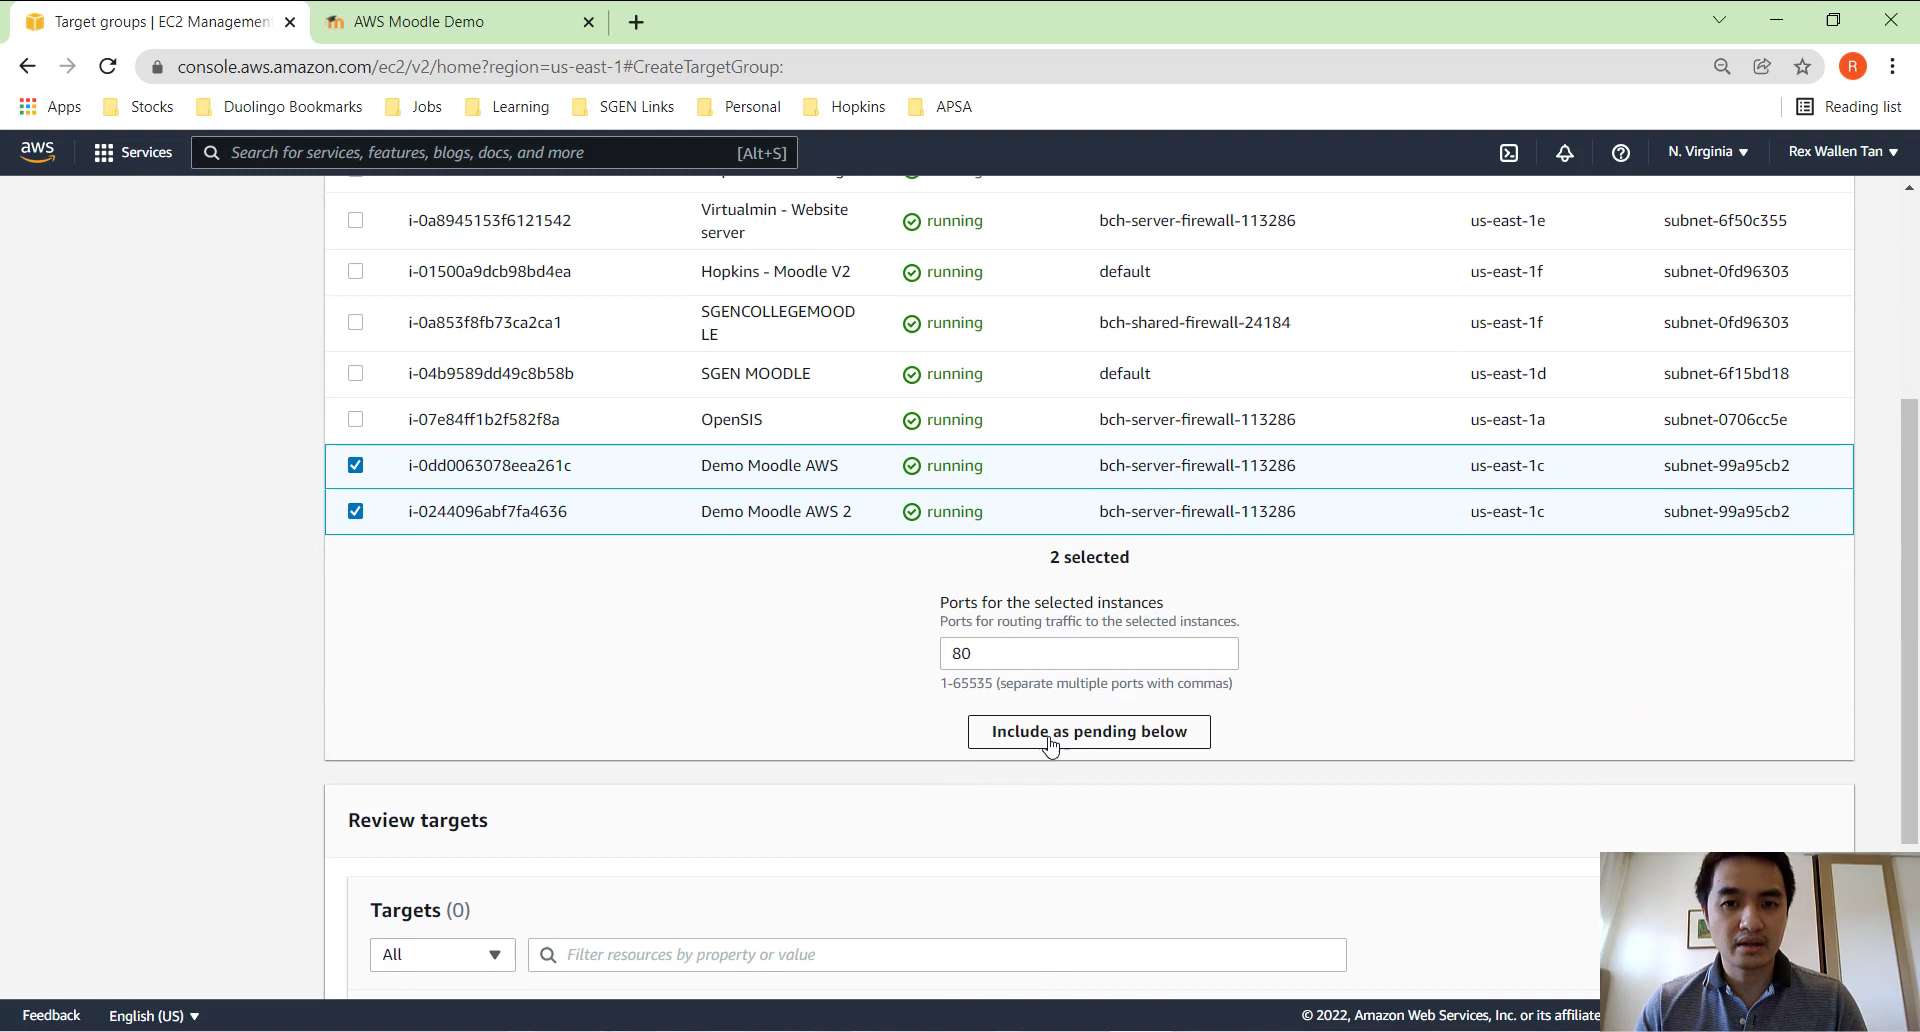 Target groups | EC2 Management
AWS Moodle Demo
console.aws.amazon.com/ec2/v2/home?region=us-east-1#CreateTargetGroup:
R
Apps
Stocks
Duolingo Bookmarks
Jobs
Learning
SGEN Links
Personal
Hopkins
APSA
Reading list
aws
Services
Search for services, features, blogs, docs, and more
[Alt+S]
N. Virginia
Rex Wallen Tan
i-0a8945153f6121542
Virtualmin - Website
server
running
bch-server-firewall-113286
us-east-1e
subnet-6f50c355
i-01500a9dcb98bd4ea
Hopkins - Moodle V2
running
default
us-east-1f
subnet-0fd96303
i-0a853f8fb73ca2ca1
SGENCOLLEGEMOOD
LE
running
bch-shared-firewall-24184
us-east-1f
subnet-0fd96303
i-04b9589dd49c8b58b
SGEN MOODLE
running
default
us-east-1d
subnet-6f15bd18
i-07e84ff1b2f582f8a
OpenSIS
running
bch-server-firewall-113286
us-east-1a
subnet-0706cc5e
i-0dd0063078eea261c
Demo Moodle AWS
running
bch-server-firewall-113286
us-east-1c
subnet-99a95cb2
i-0244096abf7fa4636
Demo Moodle AWS 2
running
bch-server-firewall-113286
us-east-1c
subnet-99a95cb2
2 selected
Ports for the selected instances
Ports for routing traffic to the selected instances.
80
1-65535 (separate multiple ports with commas)
Include as pending below
Review targets
Targets (0)
All
Filter resources by property or value
Feedback
English (US)
© 2022, Amazon Web Services, Inc. or its affiliate